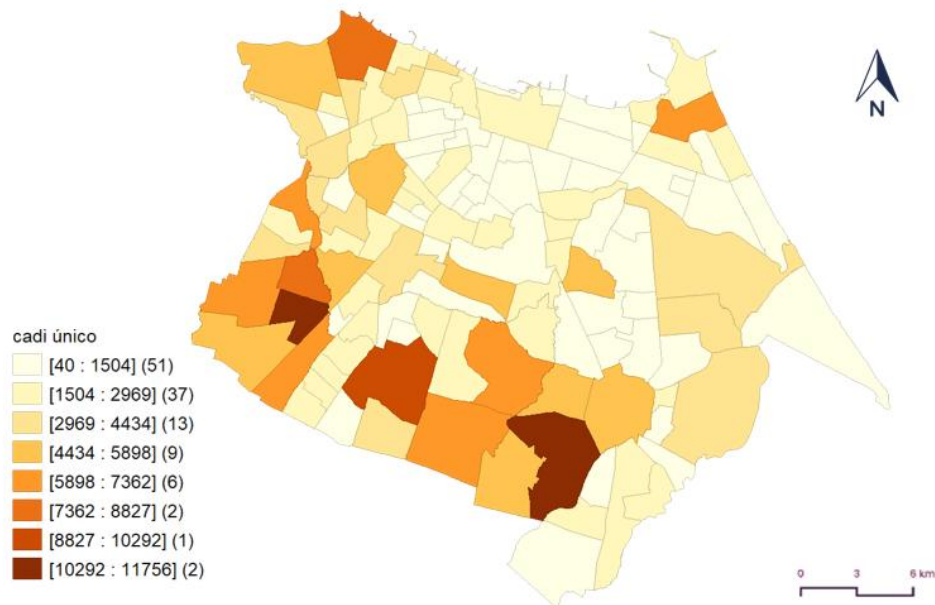 N
cadi único
[40 : 1504] (51)
[1504 : 2969] (37)
[2969 : 4434] (13)
[4434 : 5898] (9)
[5898 : 7362] (6)
[7362 : 8827] (2)
[8827 : 10292] (1)
[10292 : 11756] (2)
0 3 6 km